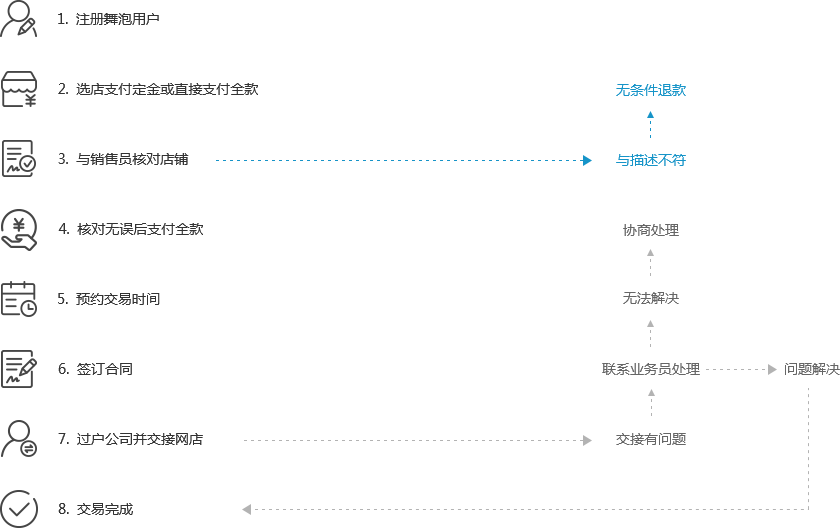 1. 注册舞泡用户
2. 选店支付定金或直接支付全款
无条件退款
3. 与销售员核对店铺
与描述不符
4. 核对无误后支付全款
协商处理
5. 预约交易时间
无法解决
6. 签订合同
联系业务员处理
问题解决
7. 过户公司并交接网店
交接有问题
8. 交易完成